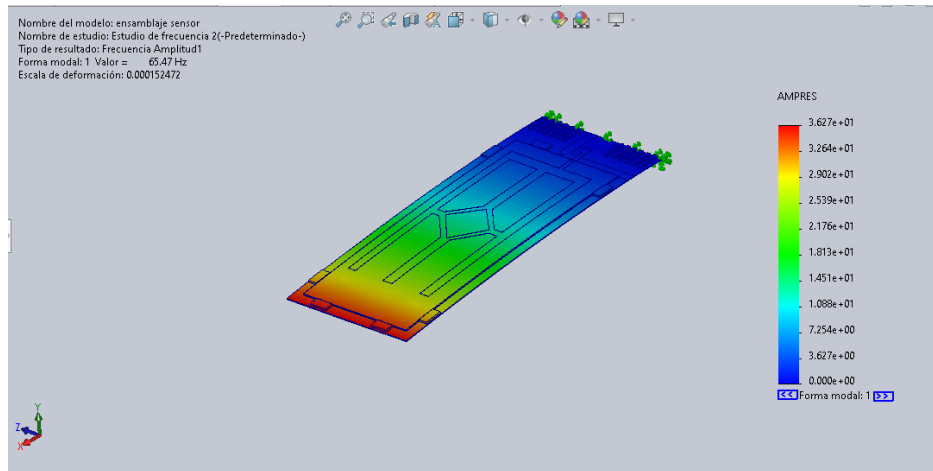 Nombre del modelo: ensamblaje sensor
Nombre de estudio: Estudio de frecuencia 2(-Predeterminado-)
Tipo de resultado: Frecuencia Amplitud1
Forma modal: 1 Valor = 65.47 Hz
Escala de deformación: 0.000152472
AMPRES
3.627e+01
3.264e+01
2.902e+01
2.539e+01
2.176e+01
1.813e+01
1.451e+01
1.088e+01
7.254e+00
3.627e+00
0.000e+00
<< Forma modal: 1 >>
Y
Z
X